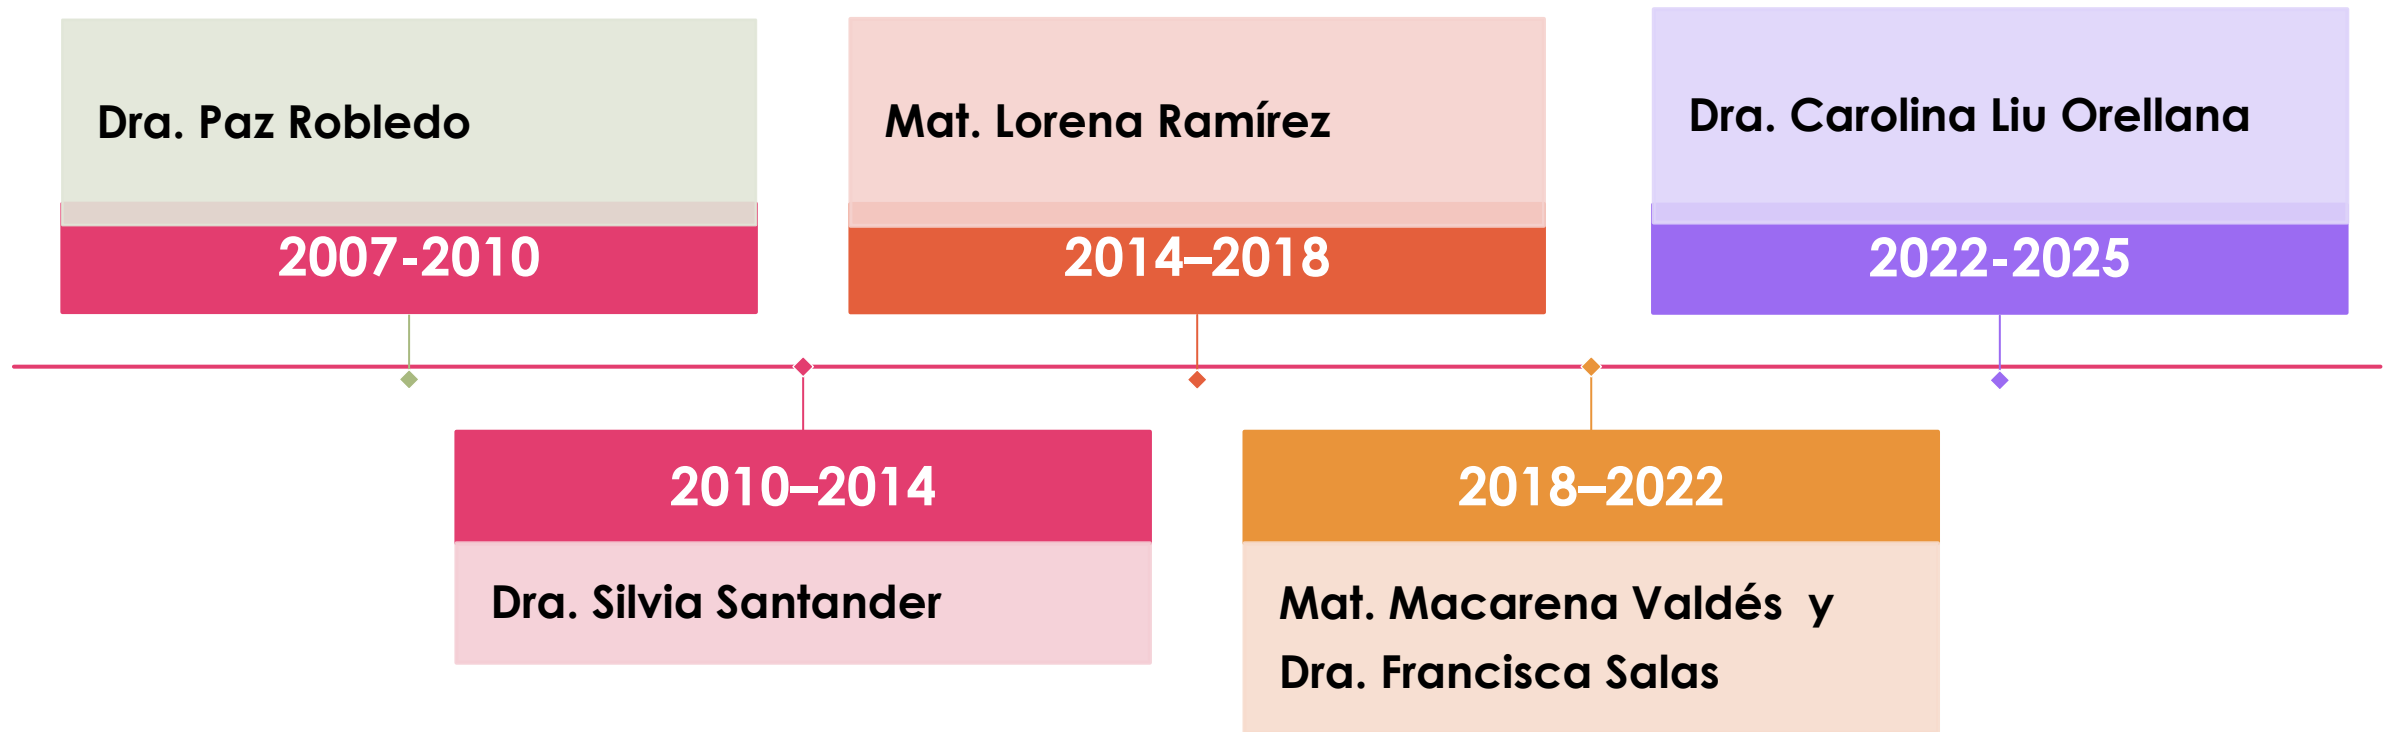 Dra. Paz Robledo
2007-2010
Dra. Silvia Santander
2010–2014
Mat. Lorena Ramírez
2014–2018
Mat. Macarena Valdés y
Dra. Francisca Salas
2018–2022
Dra. Carolina Liu Orellana
2022-2025